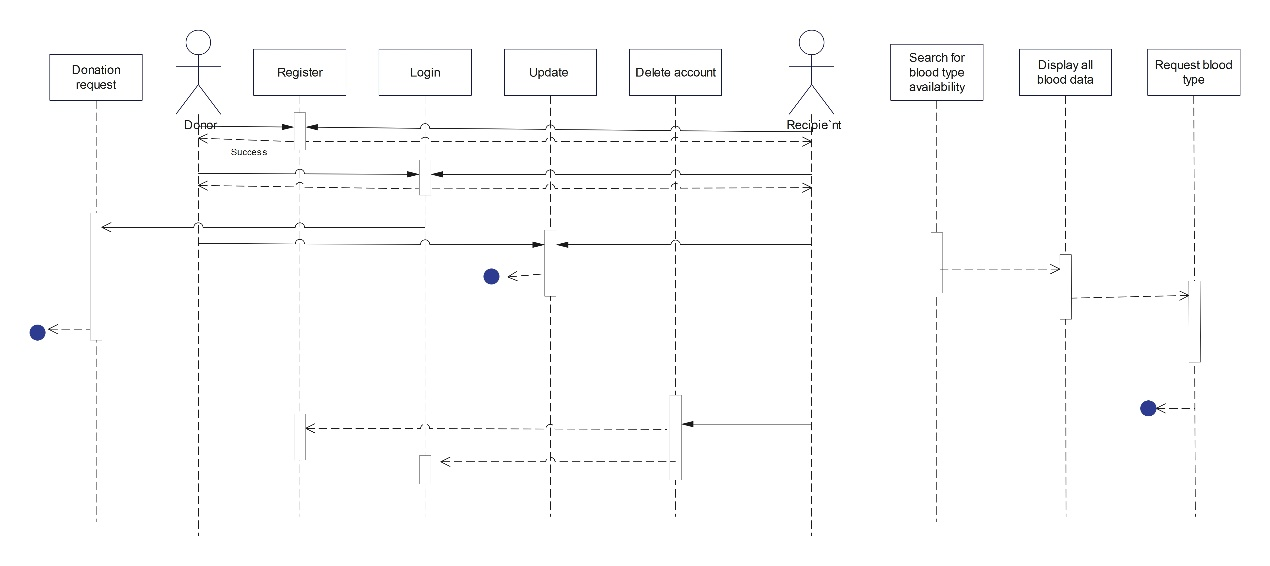 Donation
request
Register
Login
Update
Delete account
Search for
blood type
availability
Display all
blood data
Request blood
type
Donor
Recipie`nt
Success